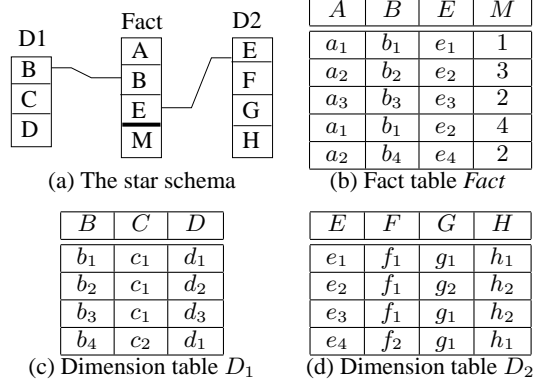 D1
B
C
D
Fact
A
B
E
M
D2
E
F
G
H
(a) The star schema
A B E M
a₁ b₁ e₁ 1
a₂ b₂ e₂ 3
a₃ b₃ e₃ 2
a₁ b₁ e₂ 4
a₂ b₄ e₄ 2
(b) Fact table Fact
B C D
b₁ c₁ d₁
b₂ c₁ d₂
b₃ c₁ d₃
b₄ c₂ d₁
(c) Dimension table D₁
E F G H
e₁ f₁ g₁ h₁
e₂ f₁ g₂ h₂
e₃ f₁ g₁ h₂
e₄ f₂ g₁ h₁
(d) Dimension table D₂